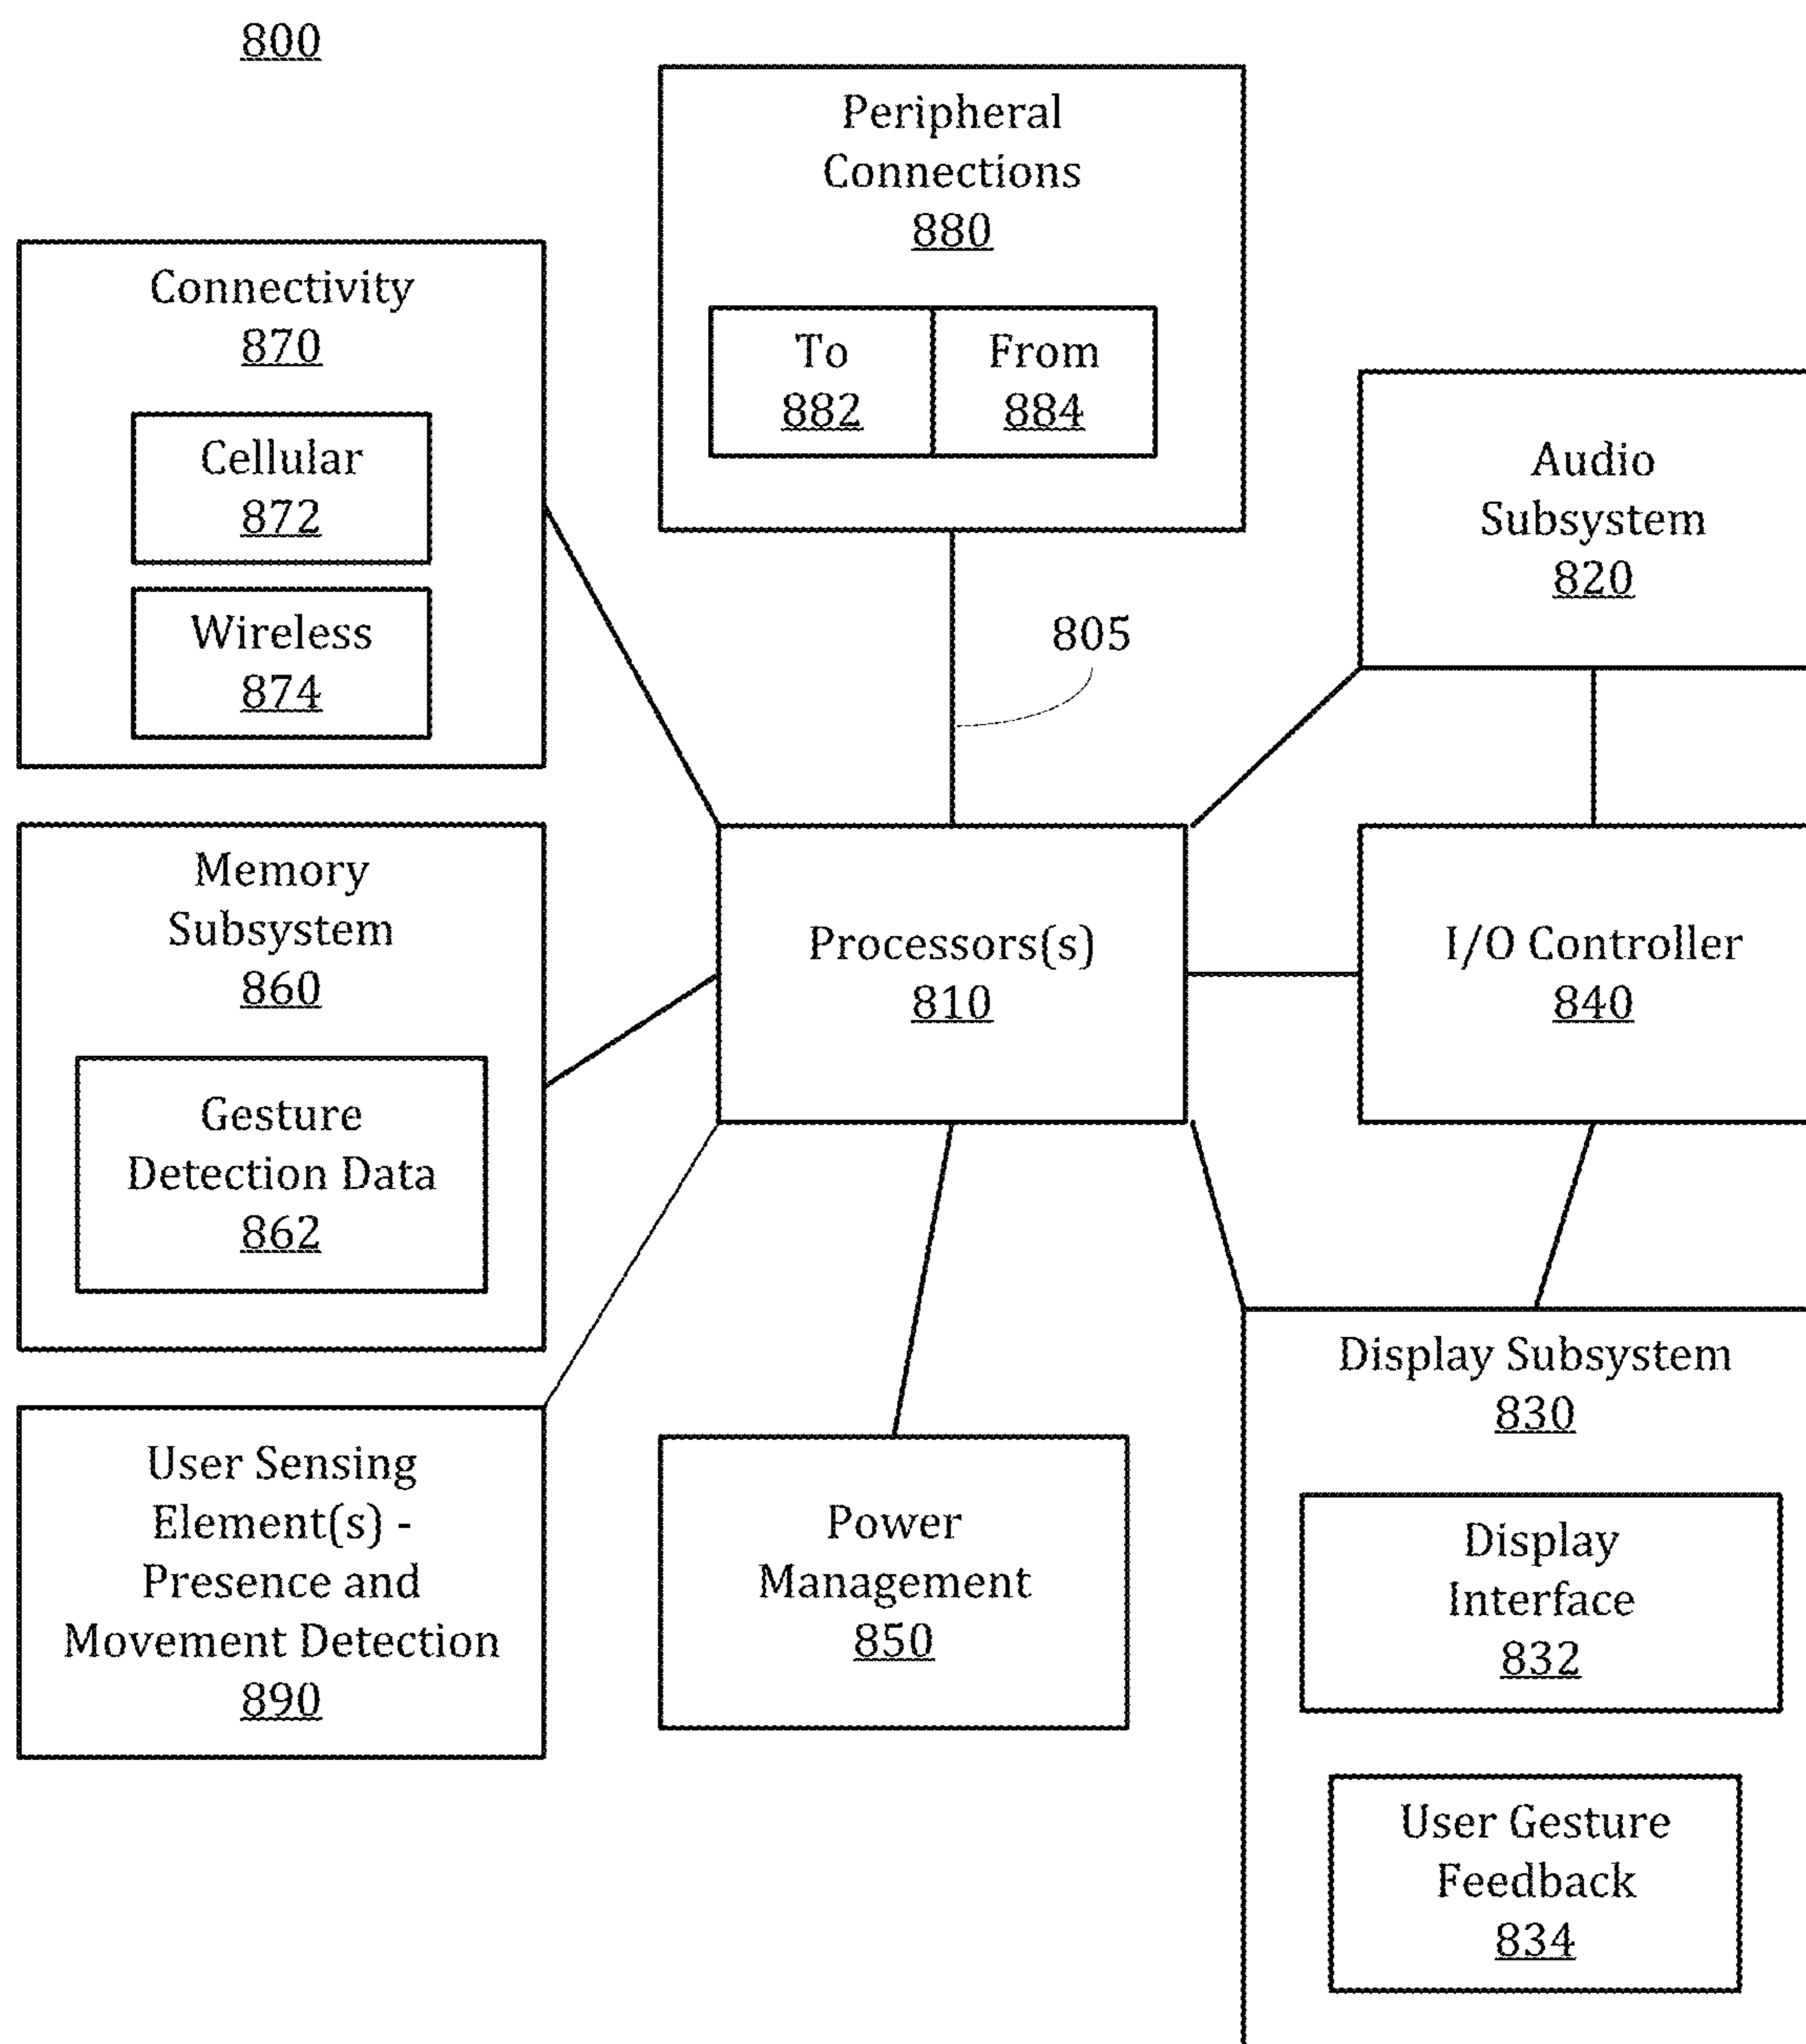 800
Peripheral
Connections
880
To
882
From
884
Connectivity
870
Cellular
872
Wireless
874
Audio
Subsystem
820
805
Memory
Subsystem
860
Gesture
Detection Data
862
Processors(s)
810
I/O Controller
840
User Sensing
Element(s) -
Presence and
Movement Detection
890
Power
Management
850
Display Subsystem
830
Display
Interface
832
User Gesture
Feedback
834